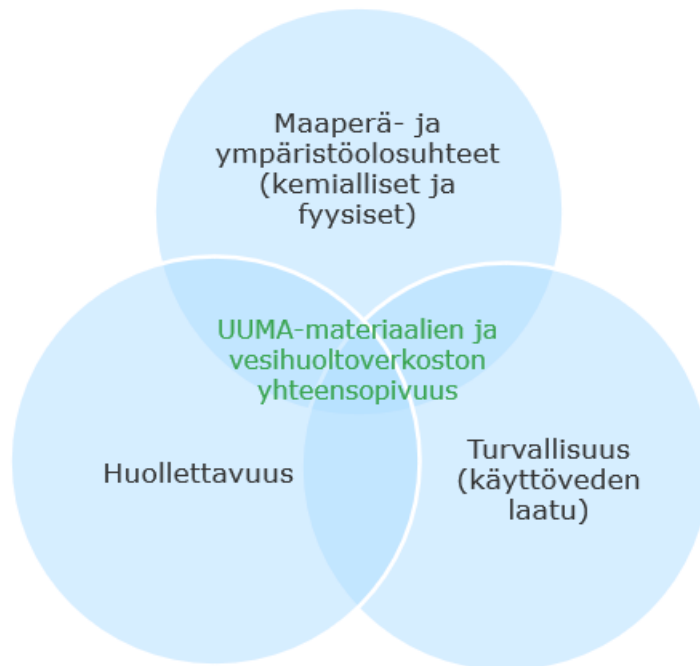 Maaperä- ja
ympäristöolosuhteet
(kemialliset ja
fyysiset)
UUMA-materiaalien ja
vesihuoltoverkoston
yhteensopivuus
Huollettavuus
Turvallisuus
(käyttöveden
laatu)